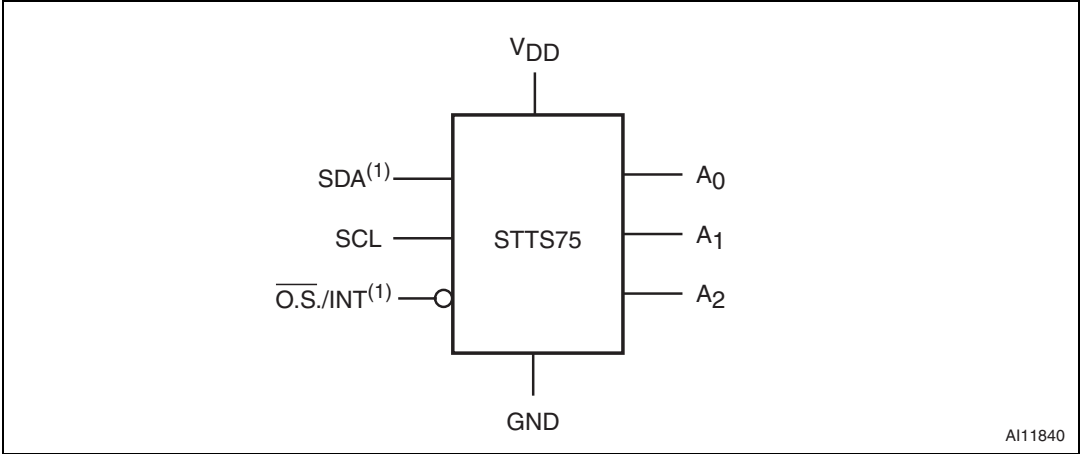 VDD
SDA(1)
SCL
O.S./INT(1)
STTS75
A0
A1
A2
GND
AI11840